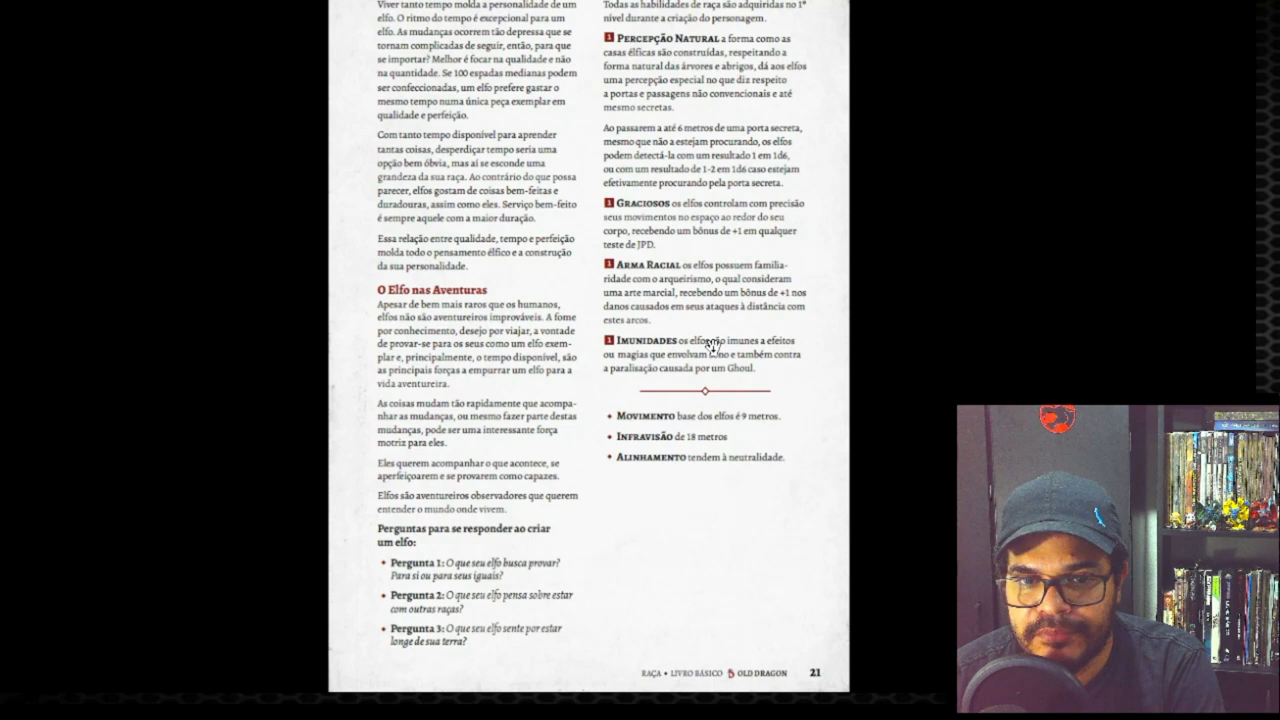 Viver tanto tempo molda a personalidade de um
elfo. O ritmo do tempo é excepcional para um
elfo. As mudanças ocorrem tão depressa que se
tornam complicadas de seguir, então, para que
se importar? Melhor é focar na qualidade e não
na quantidade. Se 100 espadas medianas podem
ser confeccionadas, um elfo prefere gastar o
mesmo tempo numa única peça exemplar em
qualidade e perfeição.
Com tanto tempo disponível para aprender
tantas coisas, desperdiçar tempo seria uma
opção bem óbvia, mas aí se esconde uma
grandeza da sua raça. Ao contrário do que possa
parecer, elfos gostam de coisas bem-feitas e
duradouras, assim como eles. Serviço bem-feito
é sempre aquele com a maior duração.
Essa relação entre qualidade, tempo e perfeição
molda todo o pensamento élfico e a construção
da sua personalidade.
O Elfo nas Aventuras
Apesar de bem mais raros que os humanos,
elfos não são aventureiros improváveis. A fome
por conhecimento, desejo por viajar, a vontade
de provar-se para os seus como um elfo exem-
plar e, principalmente, o tempo disponível, são
as principais forças a empurrar um elfo para a
vida aventureira.
As coisas mudam tão rapidamente que acompa-
nhar as mudanças, ou mesmo fazer parte destas
mudanças, pode ser uma interessante força
motriz para eles.
Eles querem acompanhar o que acontece, se
aperfeiçoarem e se provarem como capazes.
Elfos são aventureiros observadores que querem
entender o mundo onde vivem.
Perguntas para se responder ao criar
um elfo:
Pergunta 1: O que seu elfo busca provar?
Para si ou para seus iguais?
Pergunta 2: O que seu elfo pensa sobre estar
com outras raças?
Pergunta 3: O que seu elfo sente por estar
longe de sua terra?
Todas as habilidades de raça são adquiridas no 1º
nível durante a criação do personagem.
1 PERCEPÇÃO NATURAL a forma como as
casas élficas são construídas, respeitando a
forma natural das árvores e abrigos, dá aos elfos
uma percepção especial no que diz respeito
a portas e passagens não convencionais e até
mesmo secretas.
Ao passarem a até 6 metros de uma porta secreta,
mesmo que não a estejam procurando, os elfos
podem detectá-la com um resultado 1 em 1d6,
ou com um resultado de 1-2 em 1d6 caso estejam
efetivamente procurando pela porta secreta.
1 GRACIOSOS os elfos controlam com precisão
seus movimentos no espaço ao redor do seu
corpo, recebendo um bônus de +1 em qualquer
teste de JPD.
1 ARMA RACIAL os elfos possuem familia-
ridade com o arqueirismo, o qual consideram
uma arte marcial, recebendo um bônus de +1 nos
danos causados em seus ataques à distância com
estes arcos.
1 IMUNIDADES os elfos são imunes a efeitos
ou magias que envolvam sono e também contra
a paralisação causada por um Ghoul.
MOVIMENTO base dos elfos é 9 metros.
INFRAVISÃO de 18 metros
ALINHAMENTO tendem à neutralidade.
RAÇA • LIVRO BÁSICO OLD DRAGON 21